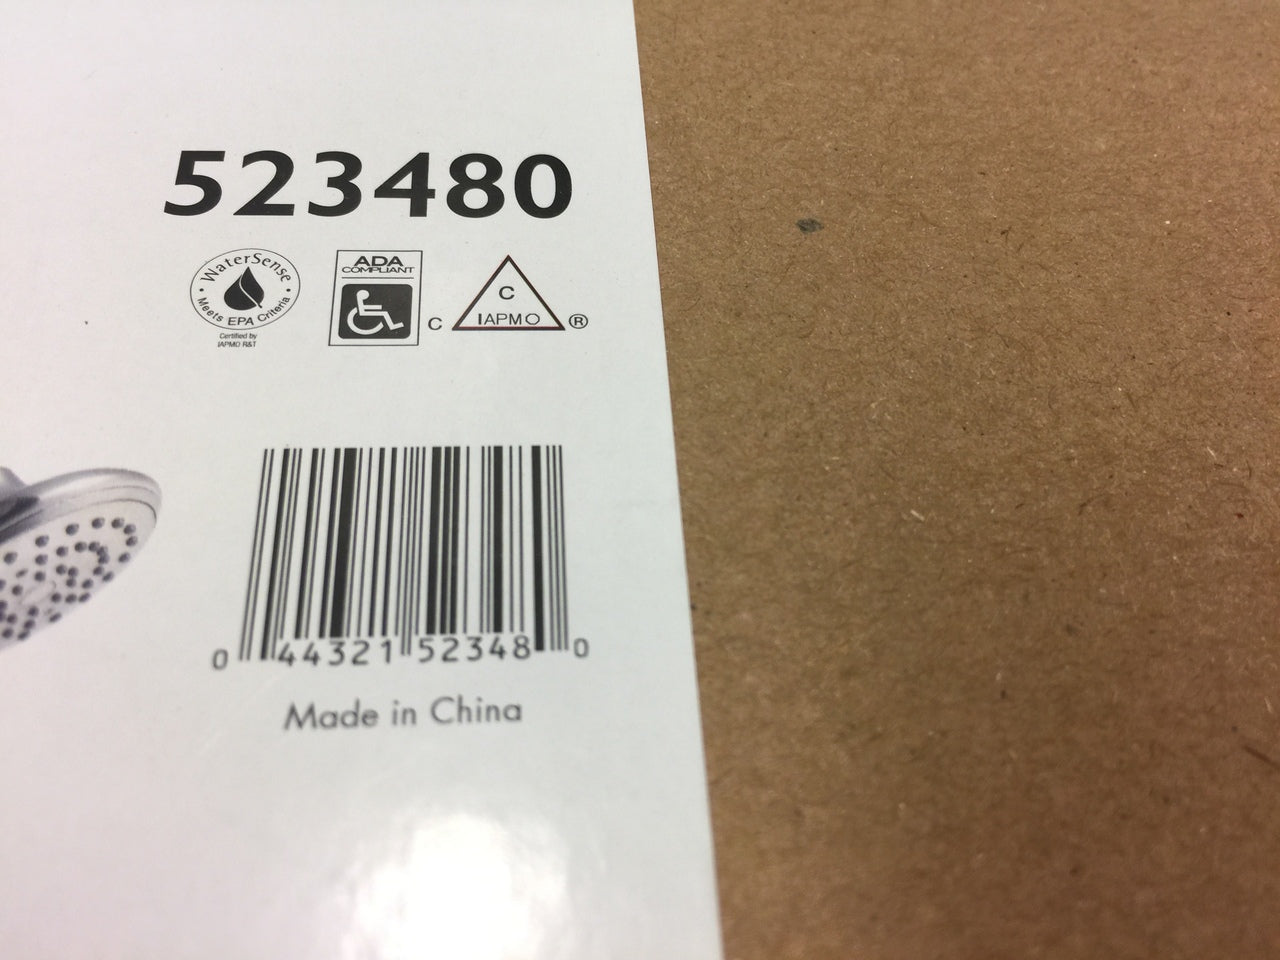 523480
WaterSense
Meets EPA Criteria
Certified by
IAPMO R&T
ADA
COMPLIANT
C
C
IAPMO
®
0 44321 52348 0
Made in China